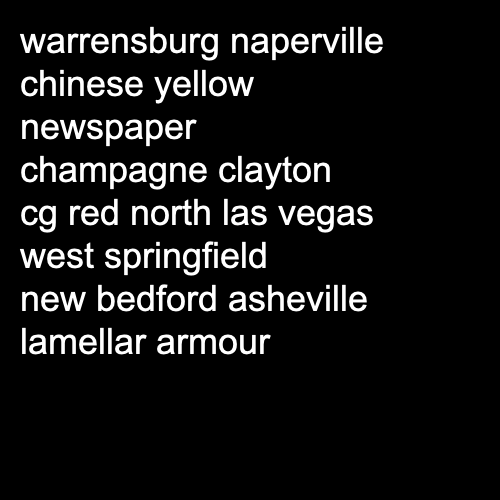 warrensburg naperville
chinese yellow
newspaper
champagne clayton
cg red north las vegas
west springfield
new bedford asheville
lamellar armour